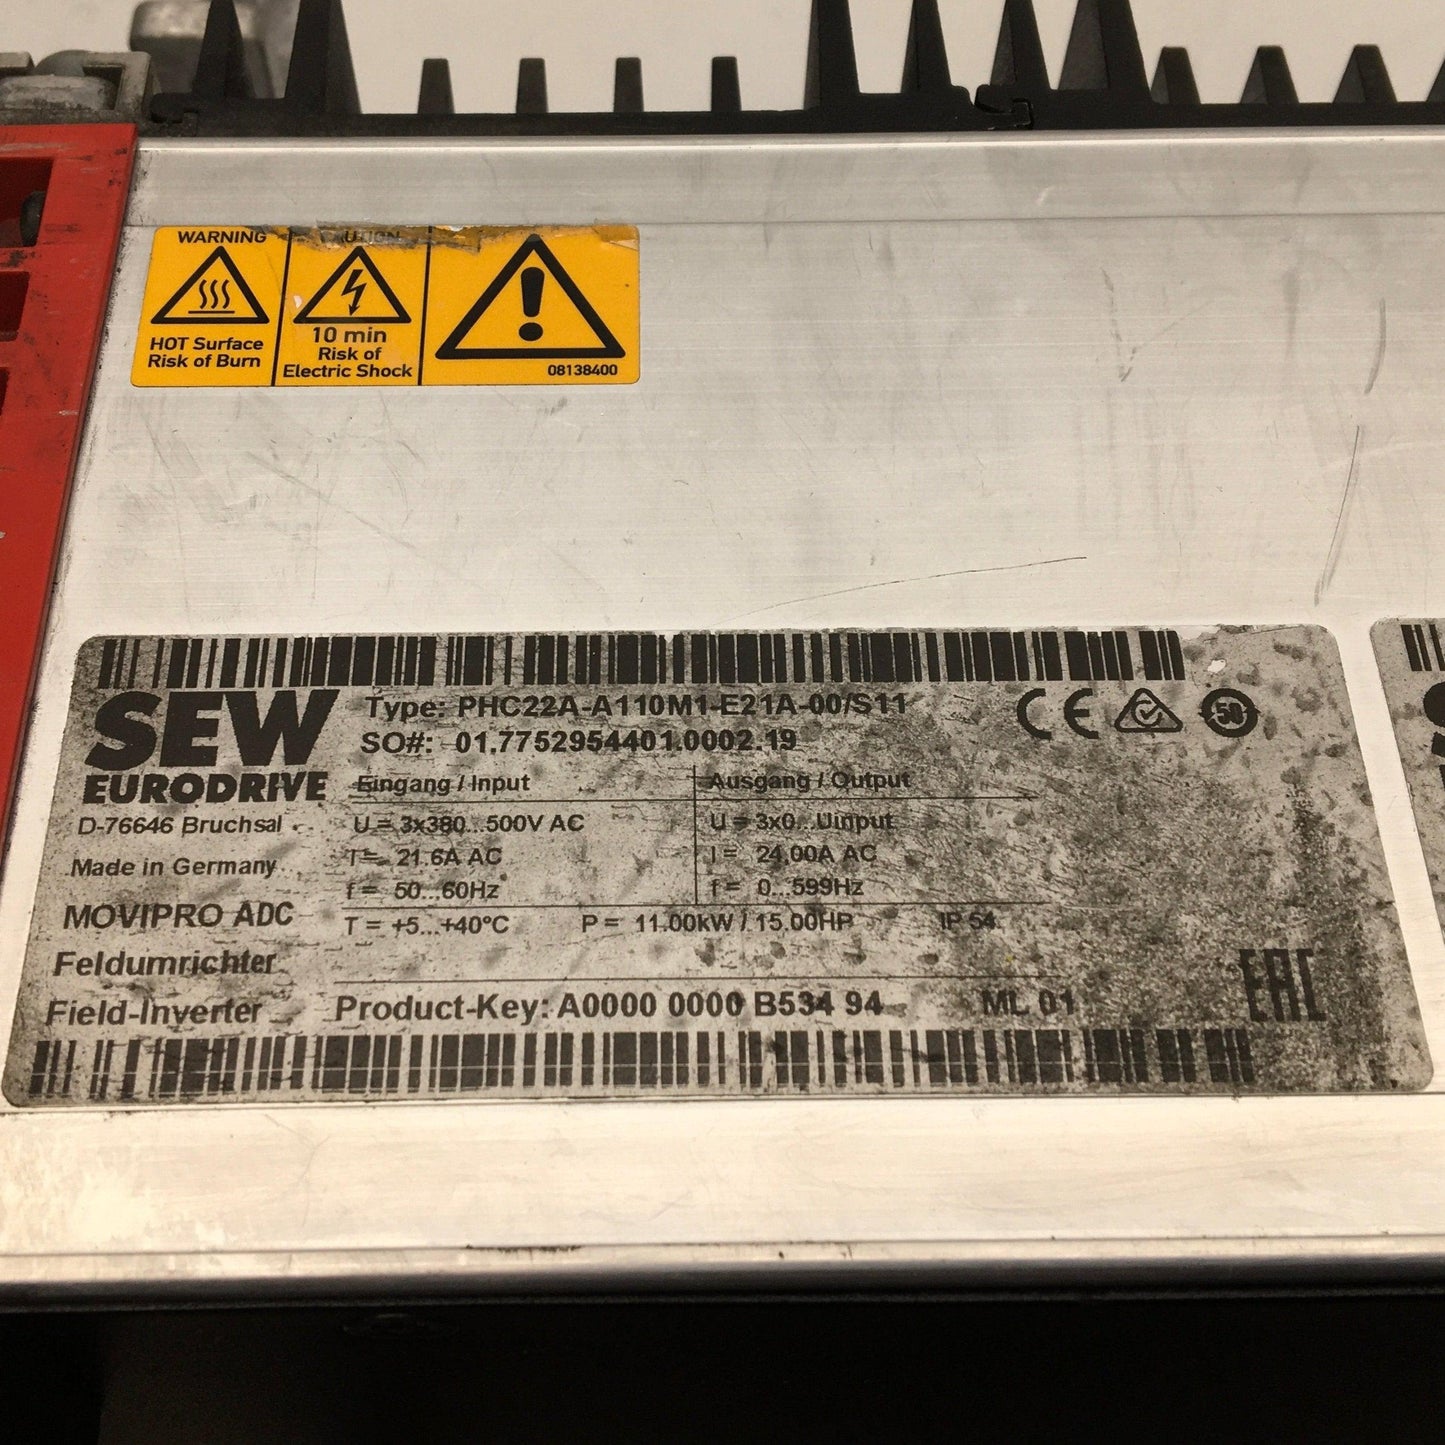 WARNING
HOT Surface
Risk of Burn
10 min
Risk of
Electric Shock
08138400
SEW
EURODRIVE
D-76646 Bruchsal
Made in Germany
MOVIPRO ADC
Feldumrichter
Field-Inverter
Type: PHC22A-A110M1-E21A-00/S11
SO#: 01.7752954401.0002.19
Eingang / Input
Ausgang / Output
U = 3x380...500V AC
U = 3x0...Uinput
I = 21.6A AC
I = 24.00A AC
f = 50...60Hz
f = 0...599Hz
T = +5...+40°C P = 11.00kW / 15.00HP IP 54
Product-Key: A0000 0000 B534 94 ML 01
CE
50
EAC